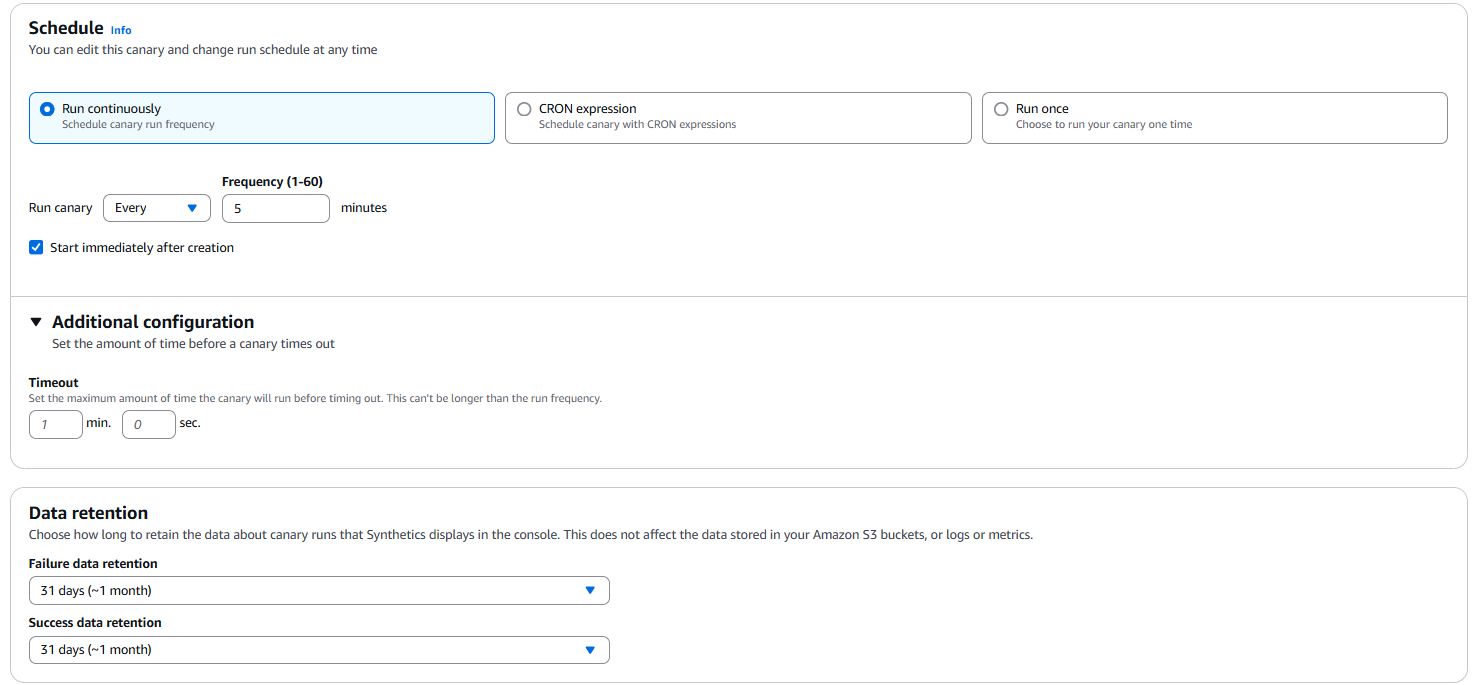 Schedule Info
You can edit this canary and change run schedule at any time
Run continuously
Schedule canary run frequency
CRON expression
Schedule canary with CRON expressions
Run once
Choose to run your canary one time
Frequency (1-60)
Run canary Every 5 minutes
Start immediately after creation
Additional configuration
Set the amount of time before a canary times out
Timeout
Set the maximum amount of time the canary will run before timing out. This can't be longer than the run frequency.
1 min. 0 sec.
Data retention
Choose how long to retain the data about canary runs that Synthetics displays in the console. This does not affect the data stored in your Amazon S3 buckets, or logs or metrics.
Failure data retention
31 days (~1 month)
Success data retention
31 days (~1 month)